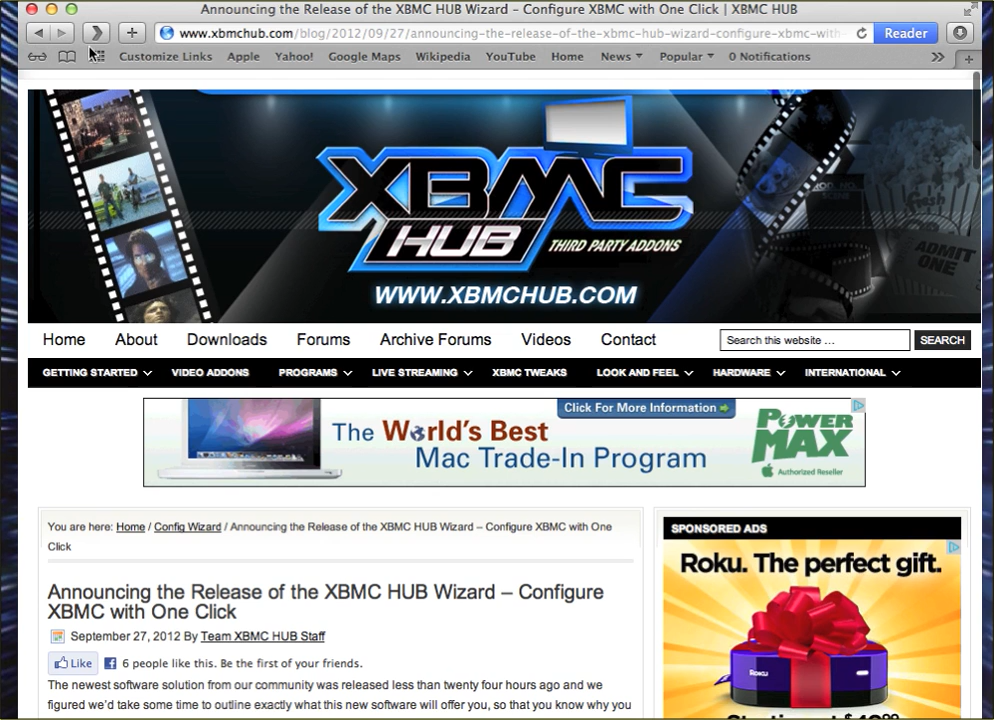 Announcing the Release of the XBMC HUB Wizard – Configure XBMC with One Click | XBMC HUB
www.xbmchub.com/blog/2012/09/27/announcing-the-release-of-the-xbmc-hub-wizard-configure-xbmc-with-
Reader
Customize Links Apple Yahoo! Google Maps Wikipedia YouTube Home News Popular 0 Notifications
XBMC
HUB THIRD PARTY ADDONS
WWW.XBMCHUB.COM
fresh
ADMIT
ONE
Home About Downloads Forums Archive Forums Videos Contact
Search this website ... SEARCH
GETTING STARTED VIDEO ADDONS PROGRAMS LIVE STREAMING XBMC TWEAKS LOOK AND FEEL HARDWARE INTERNATIONAL
Click For More Information
The World's Best
Mac Trade-In Program
POWER
MAX
Authorized Reseller
You are here: Home / Config Wizard / Announcing the Release of the XBMC HUB Wizard – Configure XBMC with One
Click
Announcing the Release of the XBMC HUB Wizard – Configure
XBMC with One Click
September 27, 2012 By Team XBMC HUB Staff
Like 6 people like this. Be the first of your friends.
The newest software solution from our community was released less than twenty four hours ago and we
figured we'd take some time to outline exactly what this new software will offer you, so that you know why you
SPONSORED ADS
Roku. The perfect gift.
Roku